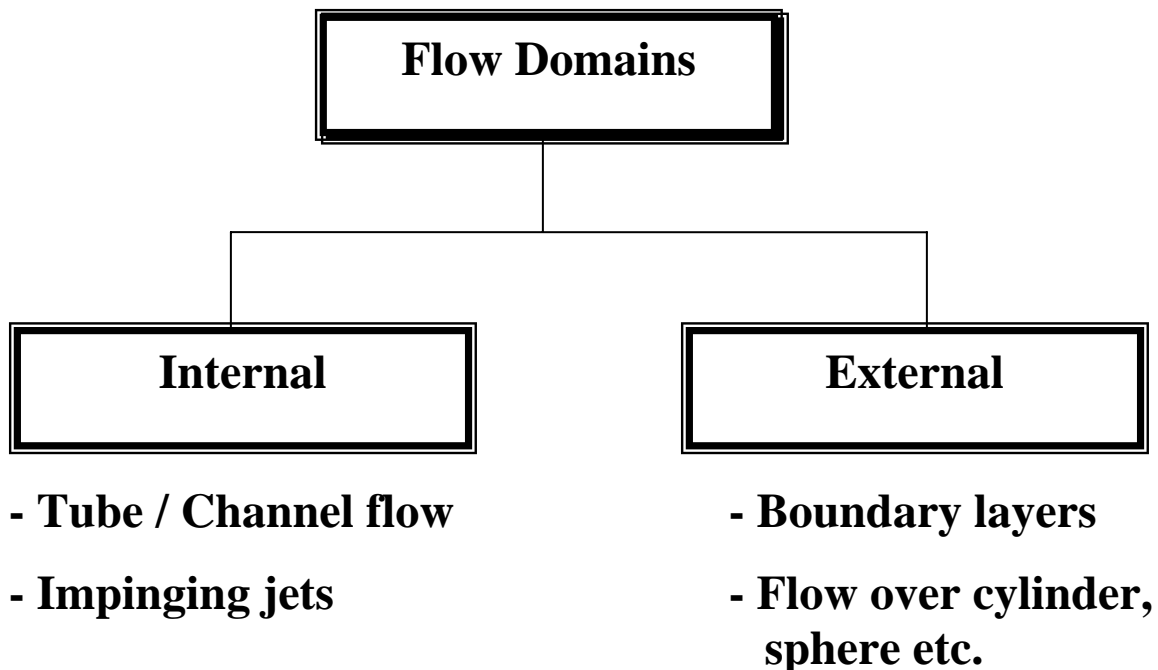 Flow Domains
Internal
- Tube / Channel flow
- Impinging jets
External
- Boundary layers
- Flow over cylinder,
sphere etc.